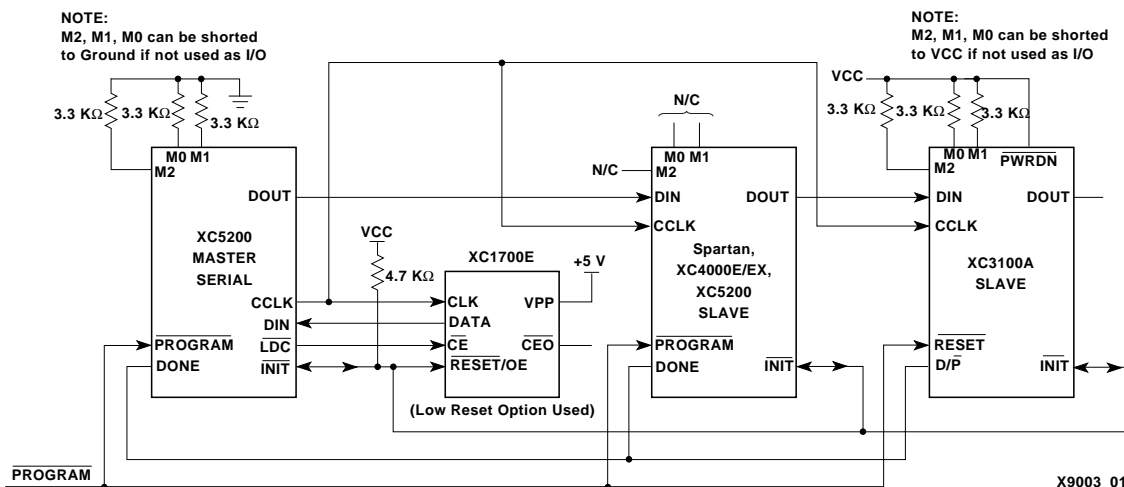 NOTE:
M2, M1, M0 can be shorted
to Ground if not used as I/O
NOTE:
M2, M1, M0 can be shorted
to VCC if not used as I/O
VCC
N/C
3.3 KΩ
3.3 KΩ
3.3 KΩ
3.3 KΩ
3.3 KΩ
3.3 KΩ
M0 M1
M2
DOUT
XC5200
MASTER
SERIAL
CCLK
DIN
LDC
INIT
PROGRAM
DONE
VCC
4.7 KΩ
XC1700E
+5 V
CLK
VPP
DATA
CE
CEO
RESET/OE
(Low Reset Option Used)
N/C
M0 M1
M2
DIN
DOUT
CCLK
Spartan,
XC4000E/EX,
XC5200
SLAVE
PROGRAM
DONE
INIT
M0 M1
PWRDN
M2
DIN
DOUT
CCLK
XC3100A
SLAVE
RESET
D/P
INIT
PROGRAM
X9003_01